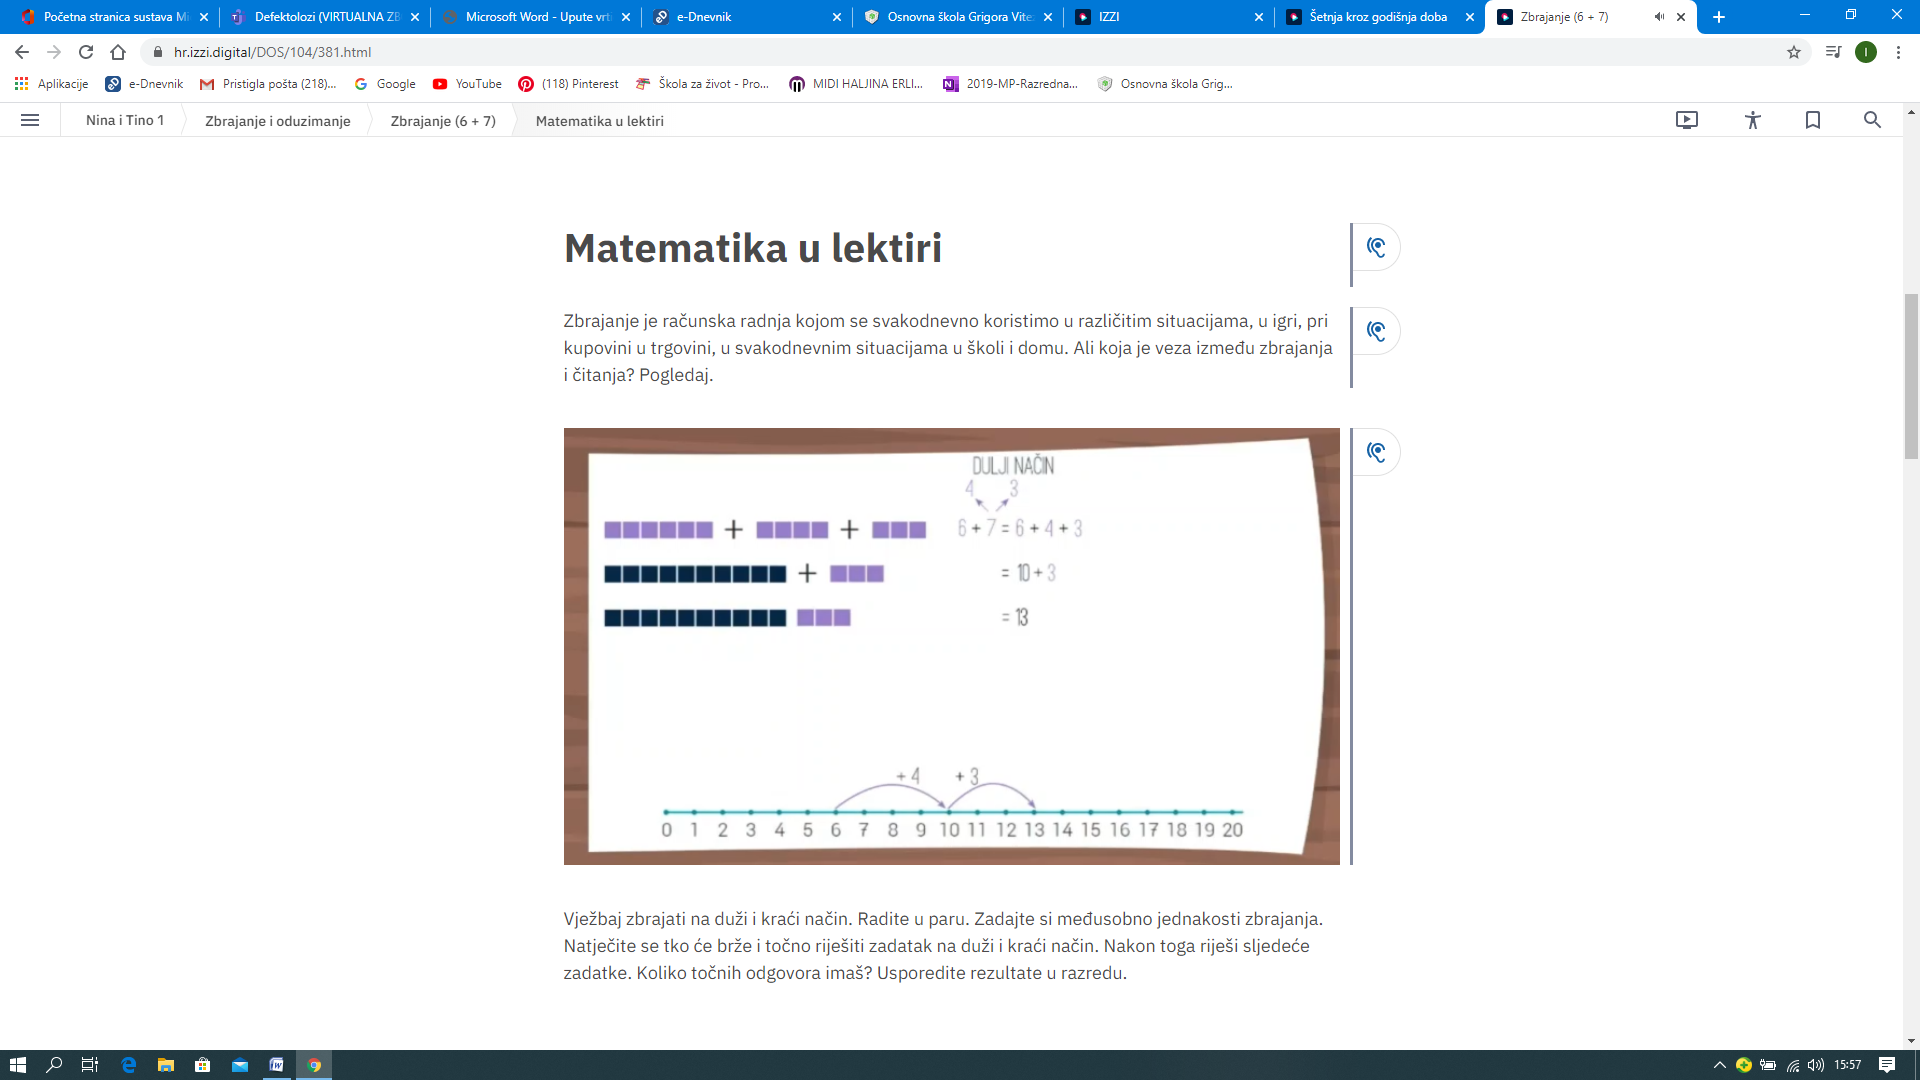 Početna stranica sustava Mi
Defektolozi (VIRTUALNA ZB
Microsoft Word - Upute vrt
e-Dnevnik
Osnovna škola Grigora Vite
IZZI
Šetnja kroz godišnja doba
Zbrajanje (6 + 7)
hr.izzi.digital/DOS/104/381.html
I
Aplikacije
e-Dnevnik
Pristigla pošta (218)...
Google
YouTube
(118) Pinterest
Škola za život - Pro...
MIDI HALJINA ERLI...
2019-MP-Razredna...
Osnovna škola Grig...
Nina i Tino 1
Zbrajanje i oduzimanje
Zbrajanje (6 + 7)
Matematika u lektiri
Matematika u lektiri
Zbrajanje je računska radnja kojom se svakodnevno koristimo u različitim situacijama, u igri, pri
kupovini u trgovini, u svakodnevnim situacijama u školi i domu. Ali koja je veza između zbrajanja
i čitanja? Pogledaj.
DULJI NAČIN
4 3
+ + 6 + 7 = 6 + 4 + 3
+ = 10 + 3
= 13
+ 4 + 3
0 1 2 3 4 5 6 7 8 9 10 11 12 13 14 15 16 17 18 19 20
Vježbaj zbrajati na duži i kraći način. Radite u paru. Zadajte si međusobno jednakosti zbrajanja.
Natječite se tko će brže i točno riješiti zadatak na duži i kraći način. Nakon toga riješi sljedeće
zadatke. Koliko točnih odgovora imaš? Usporedite rezultate u razredu.
15:57